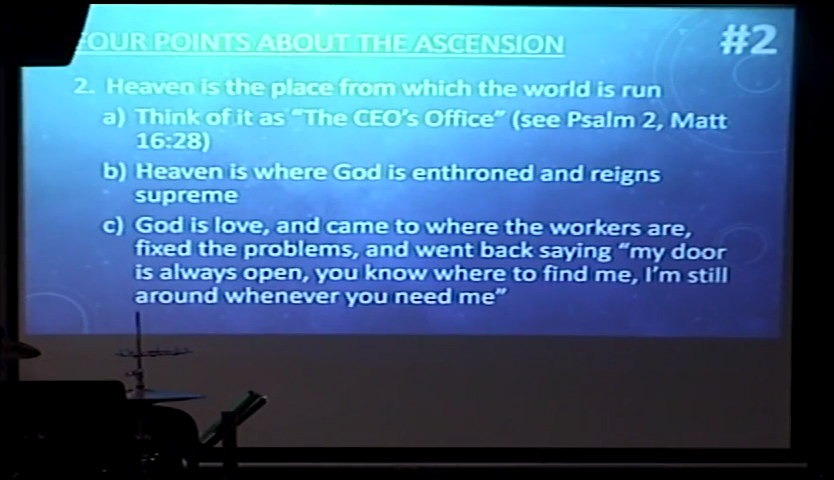 FOUR POINTS ABOUT THE ASCENSION
#2
2. Heaven is the place from which the world is run
a) Think of it as "The CEO's Office" (see Psalm 2, Matt
16:28)
b) Heaven is where God is enthroned and reigns
supreme
c) God is love, and came to where the workers are,
fixed the problems, and went back saying "my door
is always open, you know where to find me, I'm still
around whenever you need me"